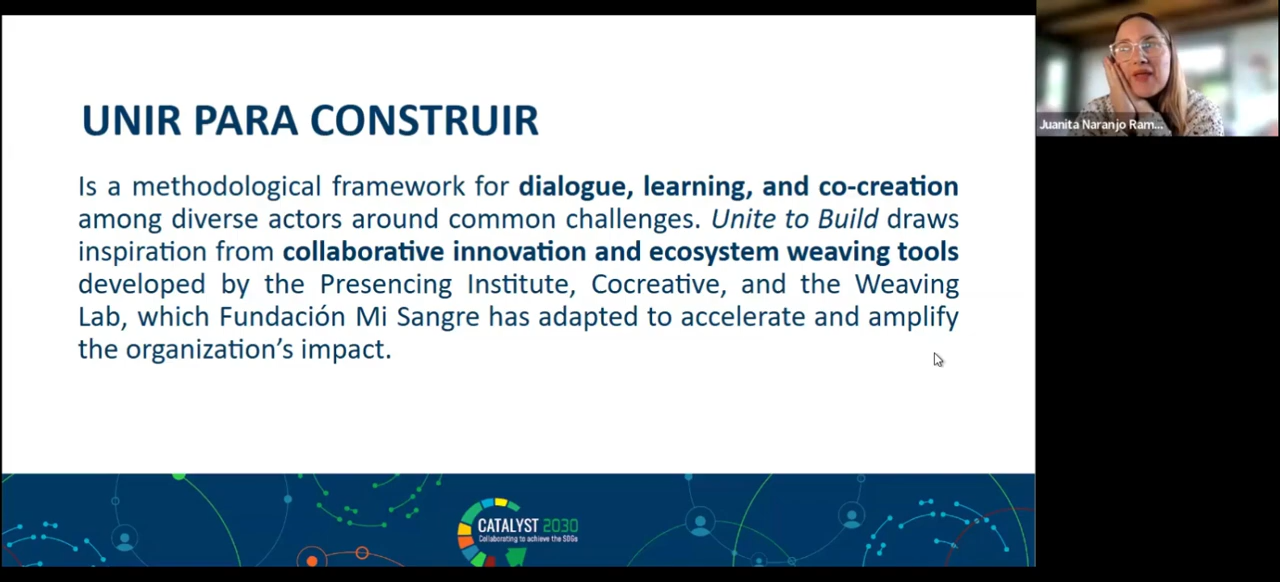 UNIR PARA CONSTRUIR
Is a methodological framework for dialogue, learning, and co-creation
among diverse actors around common challenges. Unite to Build draws
inspiration from collaborative innovation and ecosystem weaving tools
developed by the Presencing Institute, Cocreative, and the Weaving
Lab, which Fundación Mi Sangre has adapted to accelerate and amplify
the organization’s impact.
Juanita Naranjo Ram...
CATALYST 2030
Collaborating to achieve the SDGs